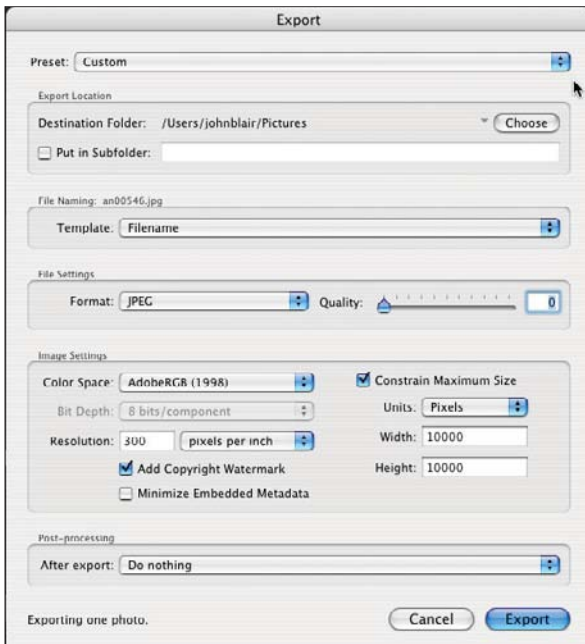 Export
Preset: Custom
Export Location
Destination Folder: /Users/johnblair/Pictures Choose
Put in Subfolder:
File Naming: an00546.jpg
Template. Filename
File Settings
Format: JPEG Quality: 0
Image Settings
Color Space: AdobeRGB (1998) Constrain Maximum Size
Bit Depth: 8 bits/component Units: Pixels
Resolution: 300 pixels per inch Width: 10000
Add Copyright Watermark Height: 10000
Minimize Embedded Metadata
Post-processing
After export: Do nothing
Exporting one photo. Cancel Export